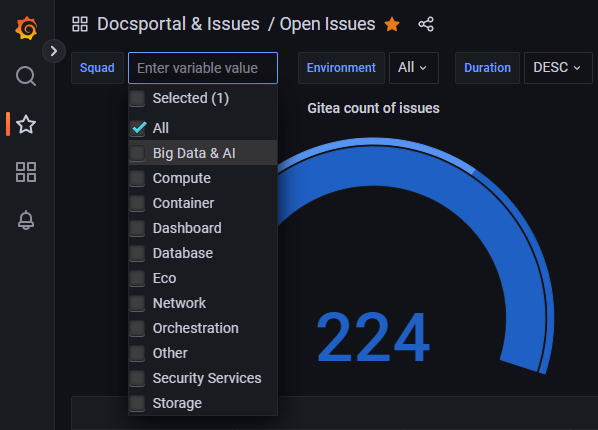 Docsportal & Issues / Open Issues
Squad Enter variable value Environment All Duration DESC
Selected (1)
Gitea count of issues
All
Big Data & AI
Compute
Container
Dashboard
Database
Eco
Network
224
Orchestration
Other
Security Services
Storage